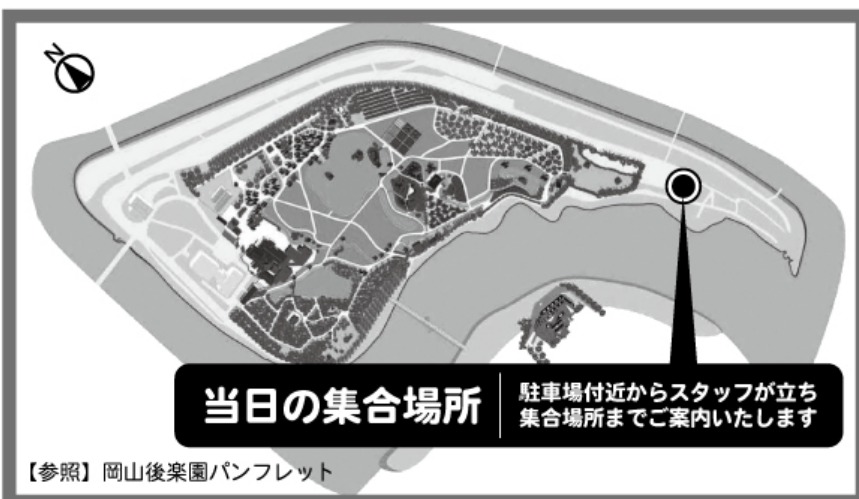 N
当日の集合場所
駐車場付近からスタッフが立ち
集合場所までご案内いたします
【参照】岡山後楽園パンフレット